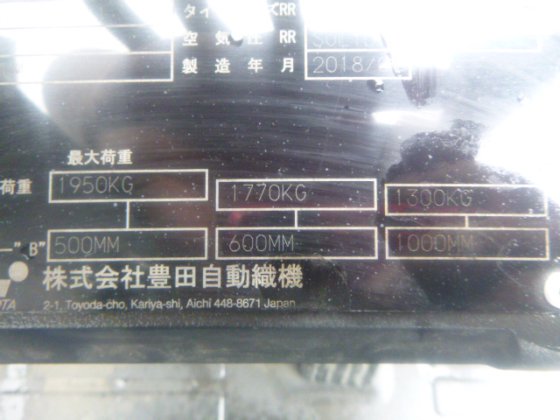 RR
空気圧 RR
製造年月 2018/
最大荷重
荷重 1950KG 1770KG 1300KG
"B" 500MM 600MM 1000MM
株式会社豊田自動織機
2-1, Toyoda-cho, Kariya-shi, Aichi 448-8671 Japan